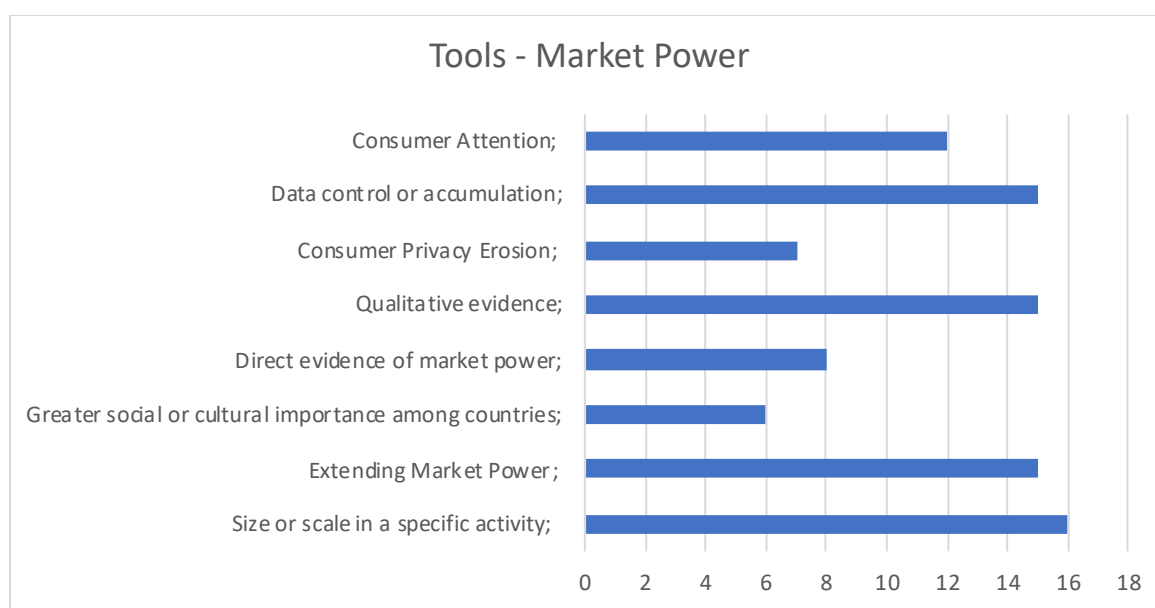 Tools - Market Power
Consumer Attention;
Data control or accumulation;
Consumer Privacy Erosion;
Qualitative evidence;
Direct evidence of market power;
Greater social or cultural importance among countries;
Extending Market Power;
Size or scale in a specific activity;
0 2 4 6 8 10 12 14 16 18